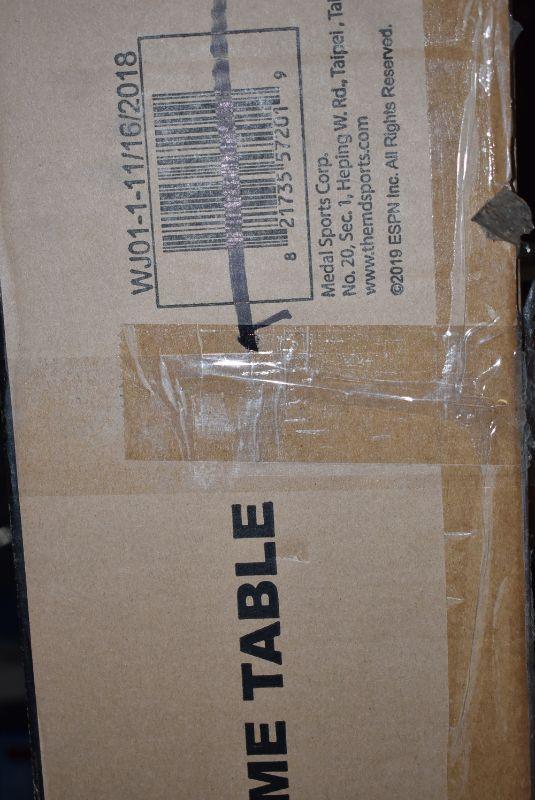 WJ01-1-11/16/2018
8 21735 57201 9
Medal Sports Corp.
No. 20, Sec. 1, Heping W. Rd., Taipei, Tai
www.themdsports.com
©2019 ESPN Inc. All Rights Reserved.
ME TABLE